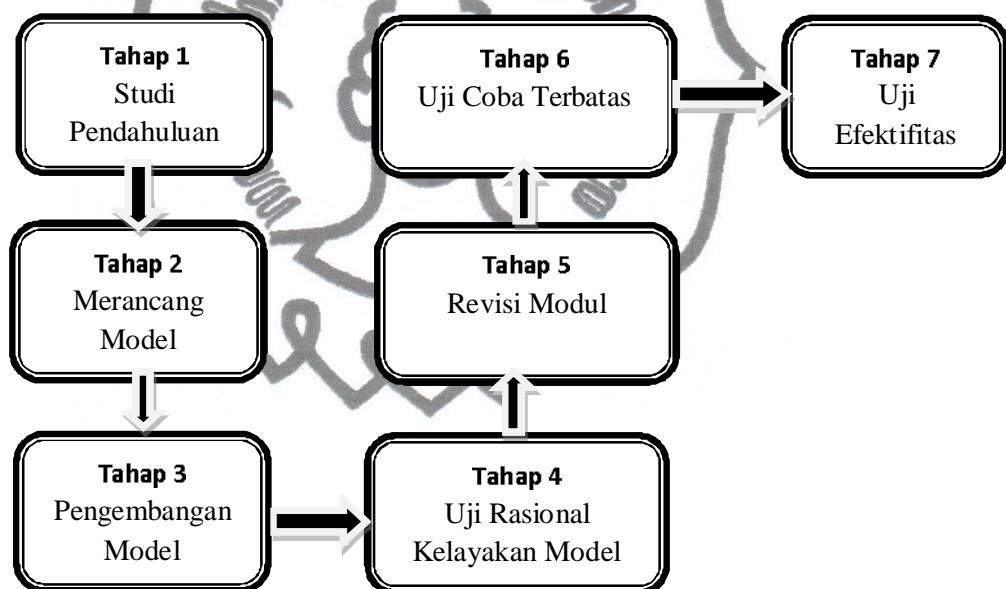 Tahap 1
Studi
Pendahuluan
Tahap 2
Merancang
Model
Tahap 3
Pengembangan
Model
Tahap 4
Uji Rasional
Kelayakan Model
Tahap 5
Revisi Modul
Tahap 6
Uji Coba Terbatas
Tahap 7
Uji
Efektifitas